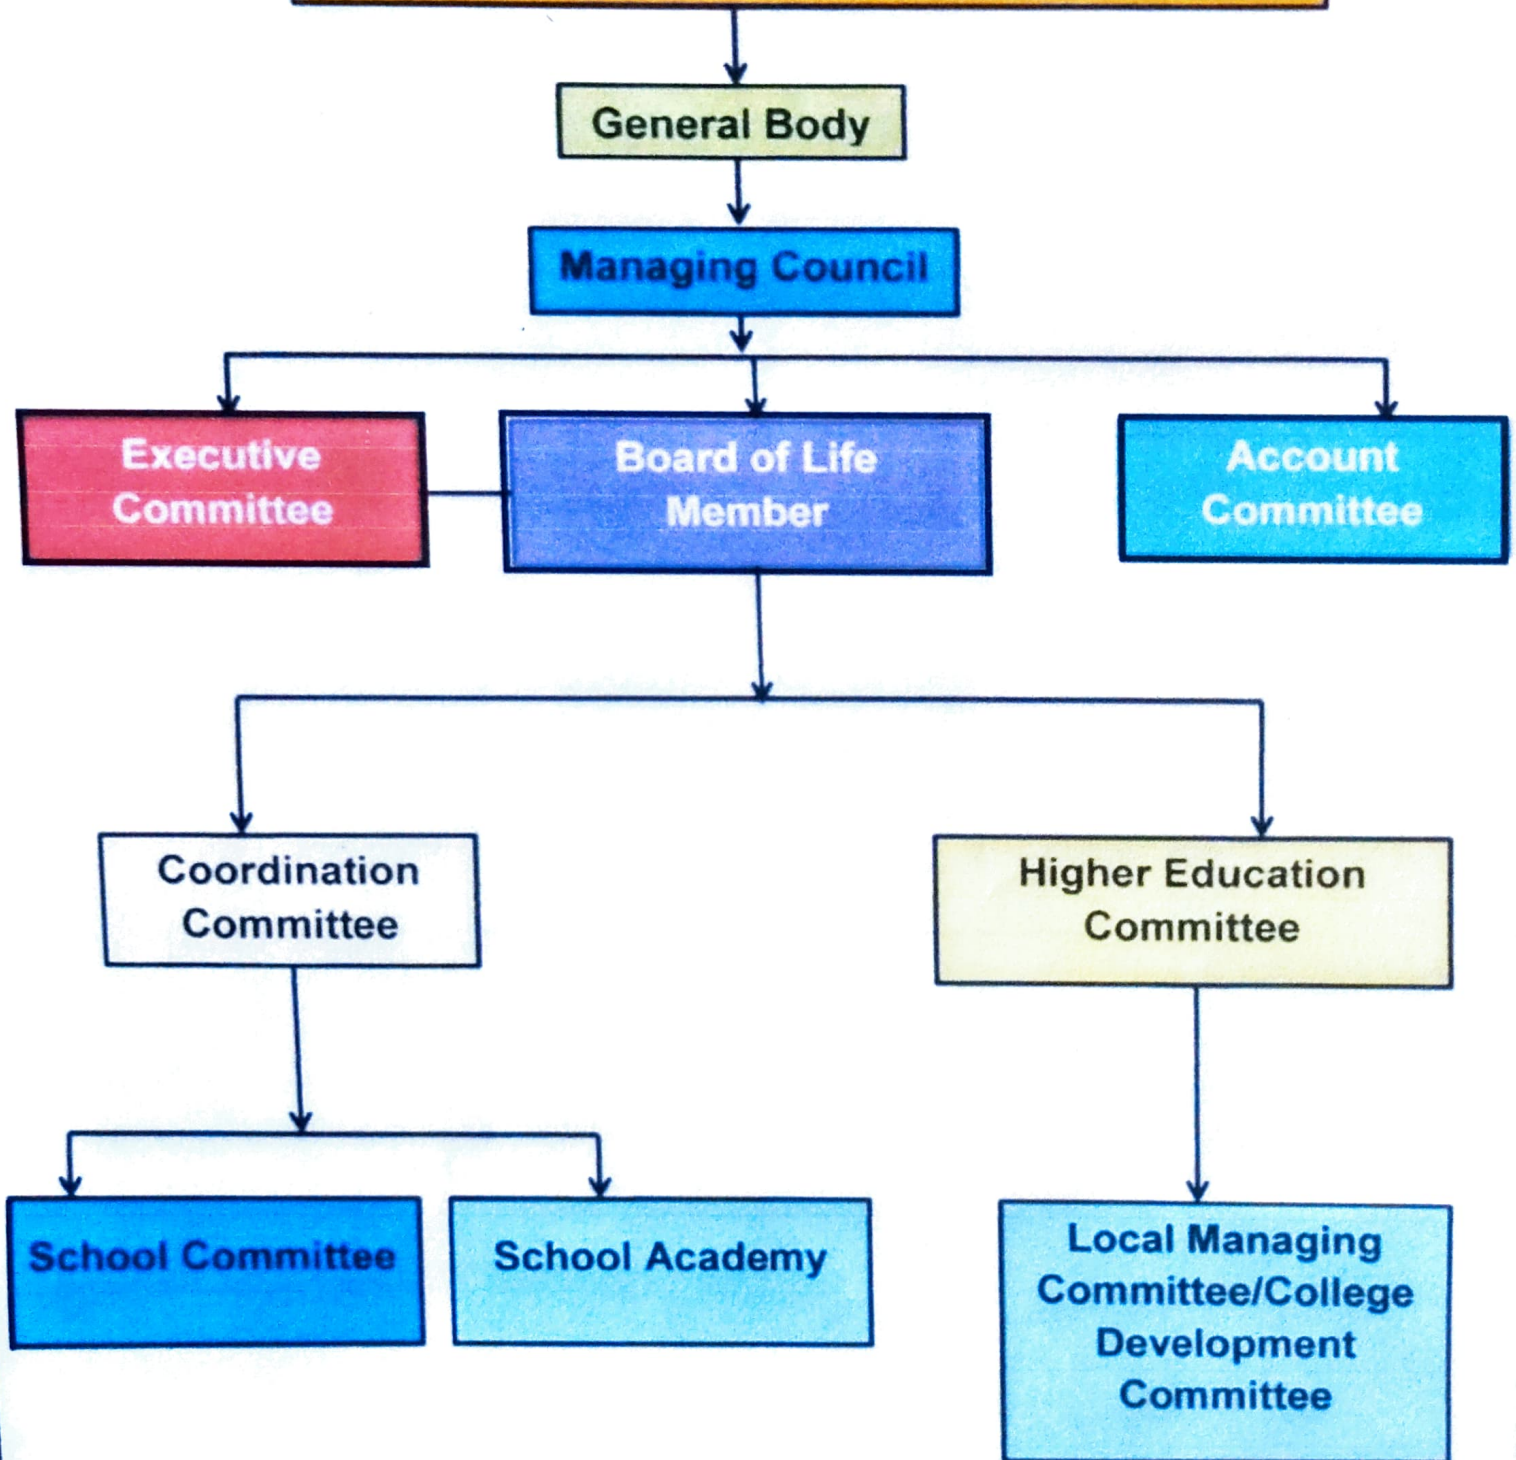 General Body
Managing Council
Executive
Committee
Board of Life
Member
Account
Committee
Coordination
Committee
Higher Education
Committee
School Committee
School Academy
Local Managing
Committee/College
Development
Committee